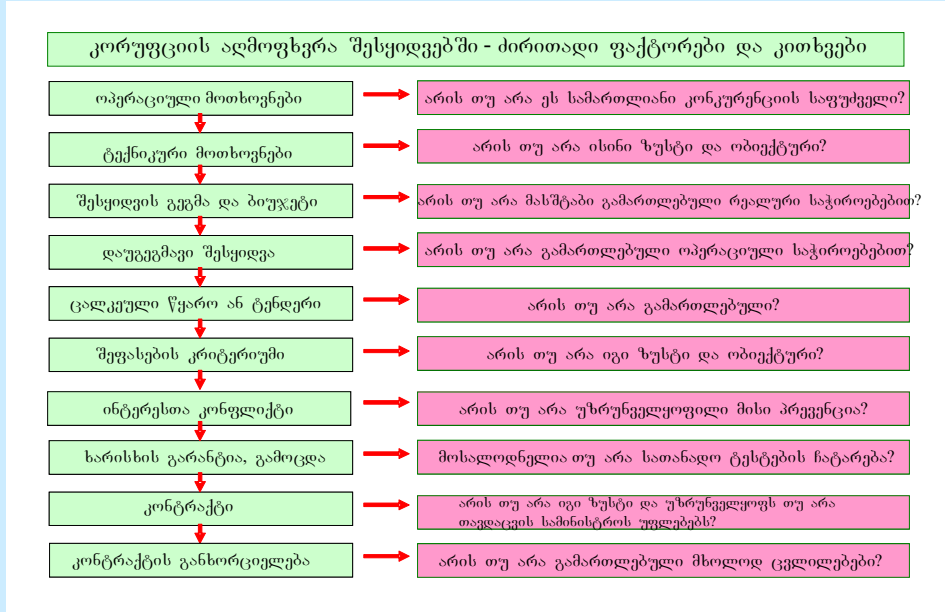 კორუფციის აღმოფხვრა შესყიდვებში - ძირითადი ფაქტორები და კითხვები
ოპერაციული მოთხოვნები
არის თუ არა ეს სამართლიანი კონკურენციის საფუძველი?
ტექნიკური მოთხოვნები
არის თუ არა ისინი ზუსტი და ობიექტური?
შესყიდვის გეგმა და ბიუჯეტი
არის თუ არა მასშტაბი გამართლებული რეალური საჭიროებებით?
დაუგეგმავი შესყიდვა
არის თუ არა გამართლებული ოპერაციული საჭიროებებით?
ცალკეული წყარო ან ტენდერი
არის თუ არა გამართლებული?
შეფასების კრიტერიუმი
არის თუ არა იგი ზუსტი და ობიექტური?
ინტერესთა კონფლიქტი
არის თუ არა უზრუნველყოფილი მისი პრევენცია?
ხარისხის გარანტია, გამოცდა
მოსალოდნელია თუ არა სათანადო ტესტების ჩატარება?
კონტრაქტი
არის თუ არა იგი ზუსტი და უზრუნველყოფს თუ არა
თავდაცვის სამინისტროს უფლებებს?
კონტრაქტის განხორციელება
არის თუ არა გამართლებული მხოლოდ ცვლილებები?